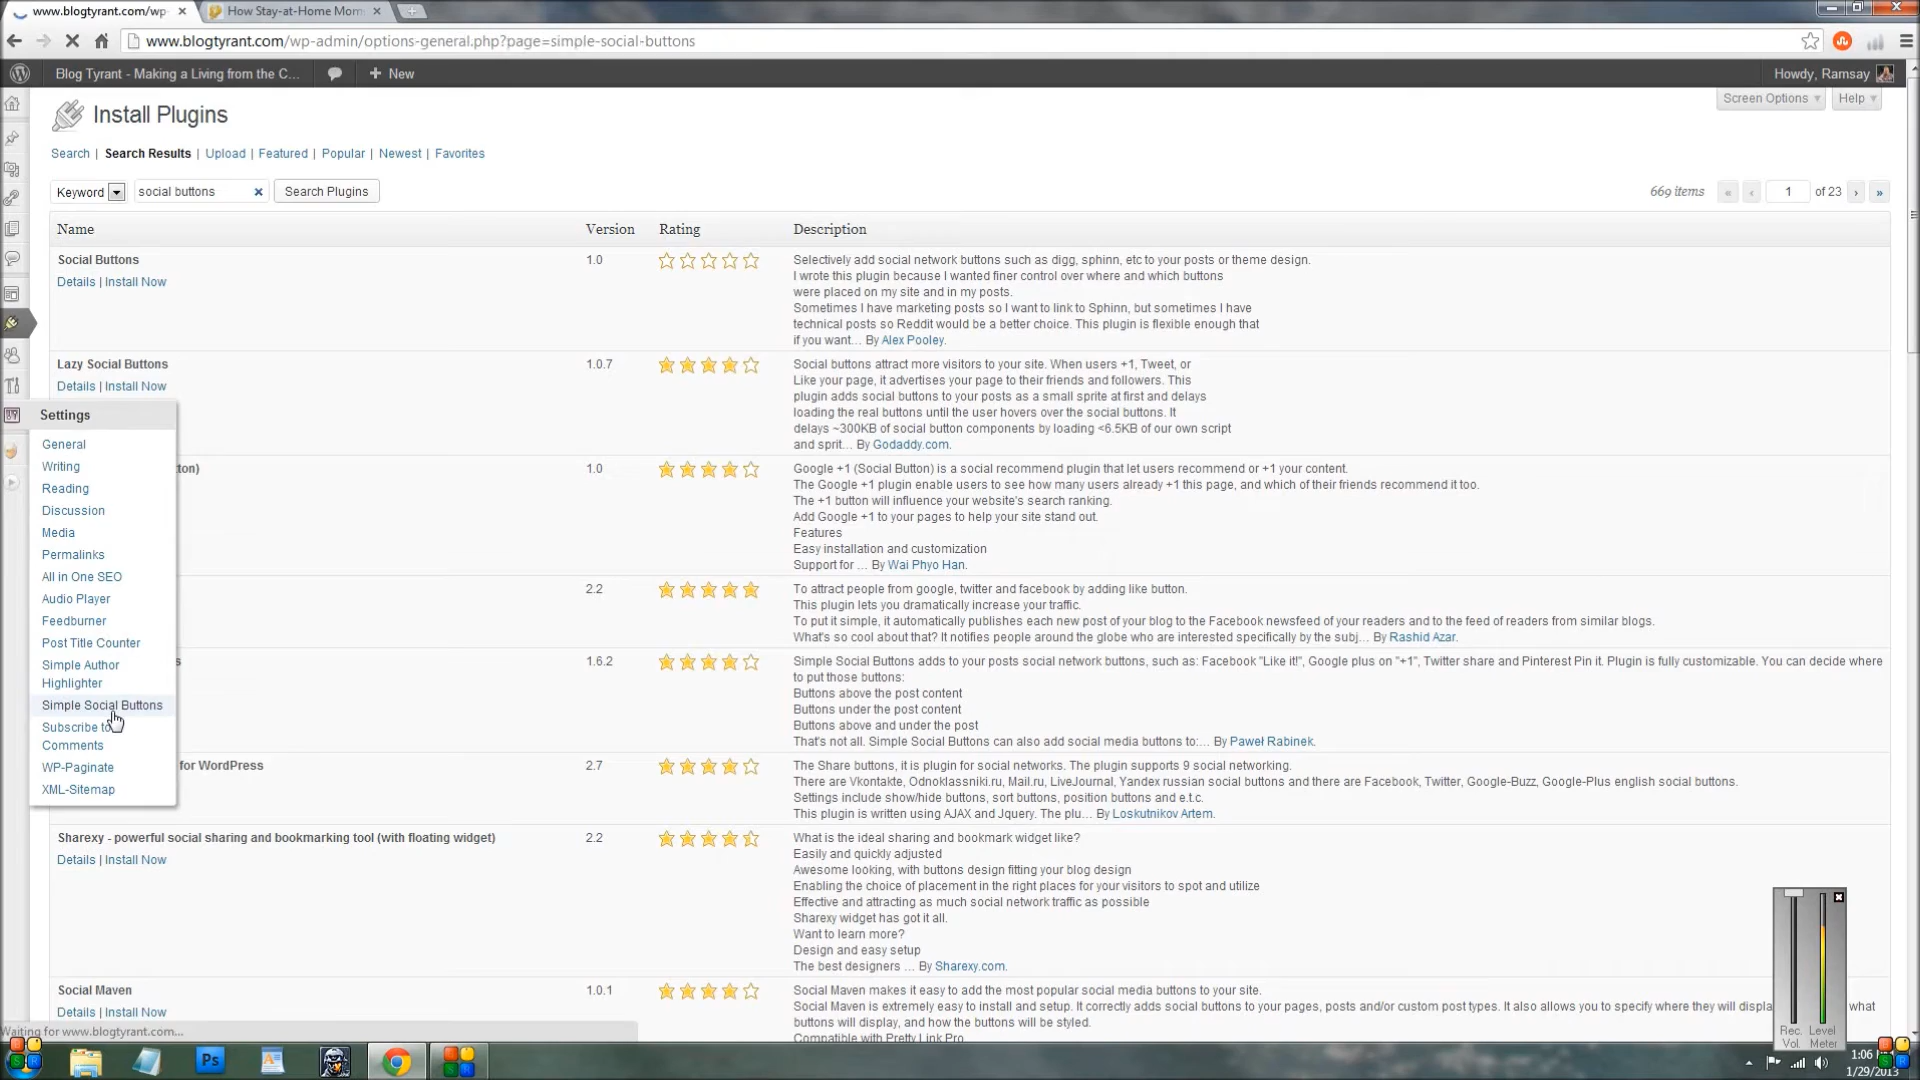 www.blogtyrant.com/wp-
How Stay-at-Home Mom
www.blogtyrant.com/wp-admin/options-general.php?page=simple-social-buttons
Blog Tyrant - Making a Living from the C...
New
Howdy, Ramsay
Install Plugins
Screen Options
Help
Search | Search Results | Upload | Featured | Popular | Newest | Favorites
Keyword
social buttons
Search Plugins
669 items « ‹ 1 of 23 › »
Name Version Rating Description
Social Buttons
1.0
Details | Install Now
Selectively add social network buttons such as digg, sphinn, etc to your posts or theme design.
I wrote this plugin because I wanted finer control over where and which buttons
were placed on my site and in my posts.
Sometimes I have marketing posts so I want to link to Sphinn, but sometimes I have
technical posts so Reddit would be a better choice. This plugin is flexible enough that
if you want... By Alex Pooley.
Lazy Social Buttons
1.0.7
Details | Install Now
Social buttons attract more visitors to your site. When users +1, Tweet, or
Like your page, it advertises your page to their friends and followers. This
plugin adds social buttons to your posts as a small sprite at first and delays
loading the real buttons until the user hovers over the social buttons. It
delays ~300KB of social button components by loading <6.5KB of our own script
and sprit... By Godaddy.com.
Settings
General
Writing
Reading
Discussion
Media
Permalinks
All in One SEO
Audio Player
Feedburner
Post Title Counter
Simple Author
Highlighter
Simple Social Buttons
Subscribe to
Comments
WP-Paginate
XML-Sitemap
ton)
1.0
Google +1 (Social Button) is a social recommend plugin that let users recommend or +1 your content.
The Google +1 plugin enable users to see how many users already +1 this page, and which of their friends recommend it too.
The +1 button will influence your website's search ranking.
Add Google +1 to your pages to help your site stand out.
Features
Easy installation and customization
Support for ... By Wai Phyo Han.
2.2
To attract people from google, twitter and facebook by adding like button.
This plugin lets you dramatically increase your traffic.
To put it simple, it automatically publishes each new post of your blog to the Facebook newsfeed of your readers and to the feed of readers from similar blogs.
What's so cool about that? It notifies people around the globe who are interested specifically by the subj... By Rashid Azar.
s
1.6.2
Simple Social Buttons adds to your posts social network buttons, such as: Facebook "Like it!", Google plus on "+1", Twitter share and Pinterest Pin it. Plugin is fully customizable. You can decide where
to put those buttons:
Buttons above the post content
Buttons under the post content
Buttons above and under the post
That's not all. Simple Social Buttons can also add social media buttons to:... By Paweł Rabinek.
for WordPress
2.7
The Share buttons, it is plugin for social networks. The plugin supports 9 social networking.
There are Vkontakte, Odnoklassniki.ru, Mail.ru, LiveJournal, Yandex russian social buttons and there are Facebook, Twitter, Google-Buzz, Google-Plus english social buttons.
Settings include show/hide buttons, sort buttons, position buttons and e.t.c.
This plugin is written using AJAX and Jquery. The plu... By Loskutnikov Artem.
Sharexy - powerful social sharing and bookmarking tool (with floating widget)
2.2
Details | Install Now
What is the ideal sharing and bookmark widget like?
Easily and quickly adjusted
Awesome looking, with buttons design fitting your blog design
Enabling the choice of placement in the right places for your visitors to spot and utilize
Effective and attracting as much social network traffic as possible
Sharexy widget has got it all.
Want to learn more?
Design and easy setup
The best designers ... By Sharexy.com.
Social Maven
1.0.1
Details | Install Now
Social Maven makes it easy to add the most popular social media buttons to your site.
Social Maven is extremely easy to install and setup. It correctly adds social buttons to your pages, posts and/or custom post types. It also allows you to specify where they will displa what
buttons will display, and how the buttons will be styled.
Compatible with Pretty Link Pro
Waiting for www.blogtyrant.com...
Rec. Level
Vol. Meter
Ps
1:06
1/29/2013